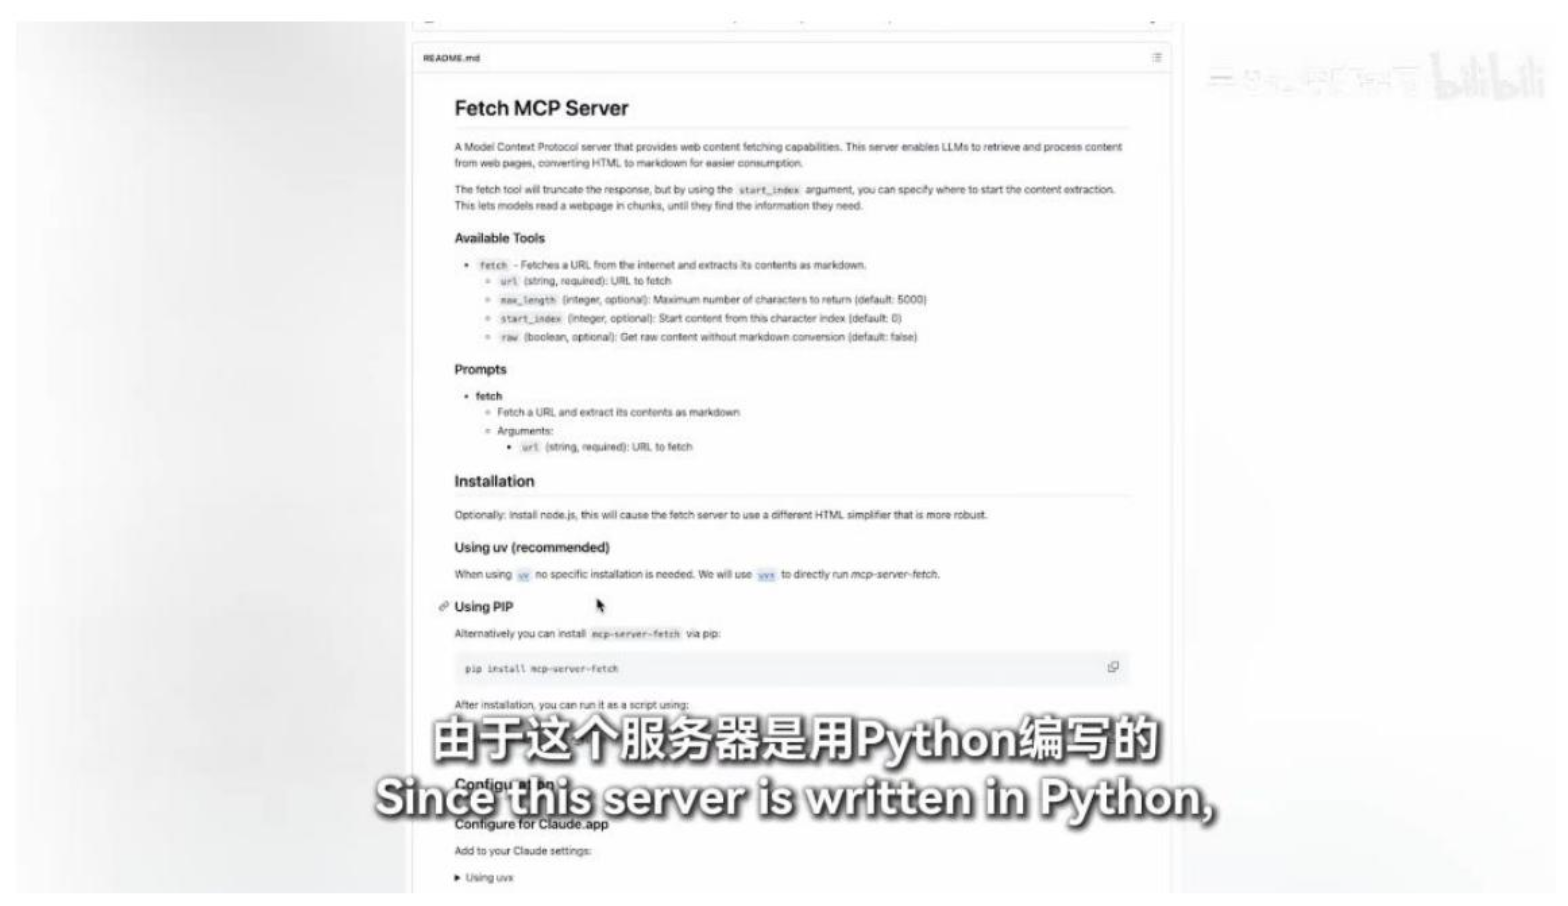 README.md
bilibili
Fetch MCP Server
A Model Context Protocol server that provides web content fetching capabilities. This server enables LLMs to retrieve and process content
from web pages, converting HTML to markdown for easier consumption.
The fetch tool will truncate the response, but by using the start_index argument, you can specify where to start the content extraction.
This lets models read a webpage in chunks, until they find the information they need.
Available Tools
• fetch - Fetches a URL from the internet and extracts its contents as markdown.
◦ url (string, required): URL to fetch
◦ max_length (integer, optional): Maximum number of characters to return (default: 5000)
◦ start_index (integer, optional): Start content from this character index (default: 0)
◦ raw (boolean, optional): Get raw content without markdown conversion (default: false)
Prompts
• fetch
◦ Fetch a URL and extract its contents as markdown
◦ Arguments:
▪ url (string, required): URL to fetch
Installation
Optionally: Install node.js, this will cause the fetch server to use a different HTML simplifier that is more robust.
Using uv (recommended)
When using uv no specific installation is needed. We will use uvx to directly run mcp-server-fetch.
Using PIP
Alternatively you can install mcp-server-fetch via pip:
pip install mcp-server-fetch
After installation, you can run it as a script using:
由于这个服务器是用Python编写的
Configuration
Since this server is written in Python,
Configure for Claude.app
Add to your Claude settings:
▶ Using uvx